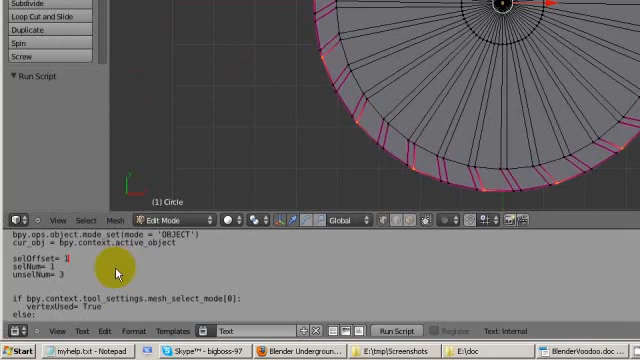 Subdivide
Loop Cut and Slide
Duplicate
Spin
Screw
Run Script
(1) Circle
View Select Mesh Edit Mode Global
bpy.ops.object.mode_set(mode = 'OBJECT')
cur_obj = bpy.context.active_object
selOffset= 1
selNum= 1
unselNum= 3
if bpy.context.tool_settings.mesh_select_mode[0]:
vertexUsed= True
else:
View Text Edit Format Templates Text Run Script Text: Internal
Start myhelp.txt - Notepad Skype™ - bigboss-97 Blender Underground... E:\tmp\Screenshots E:\doc BlenderVoodoo.doc